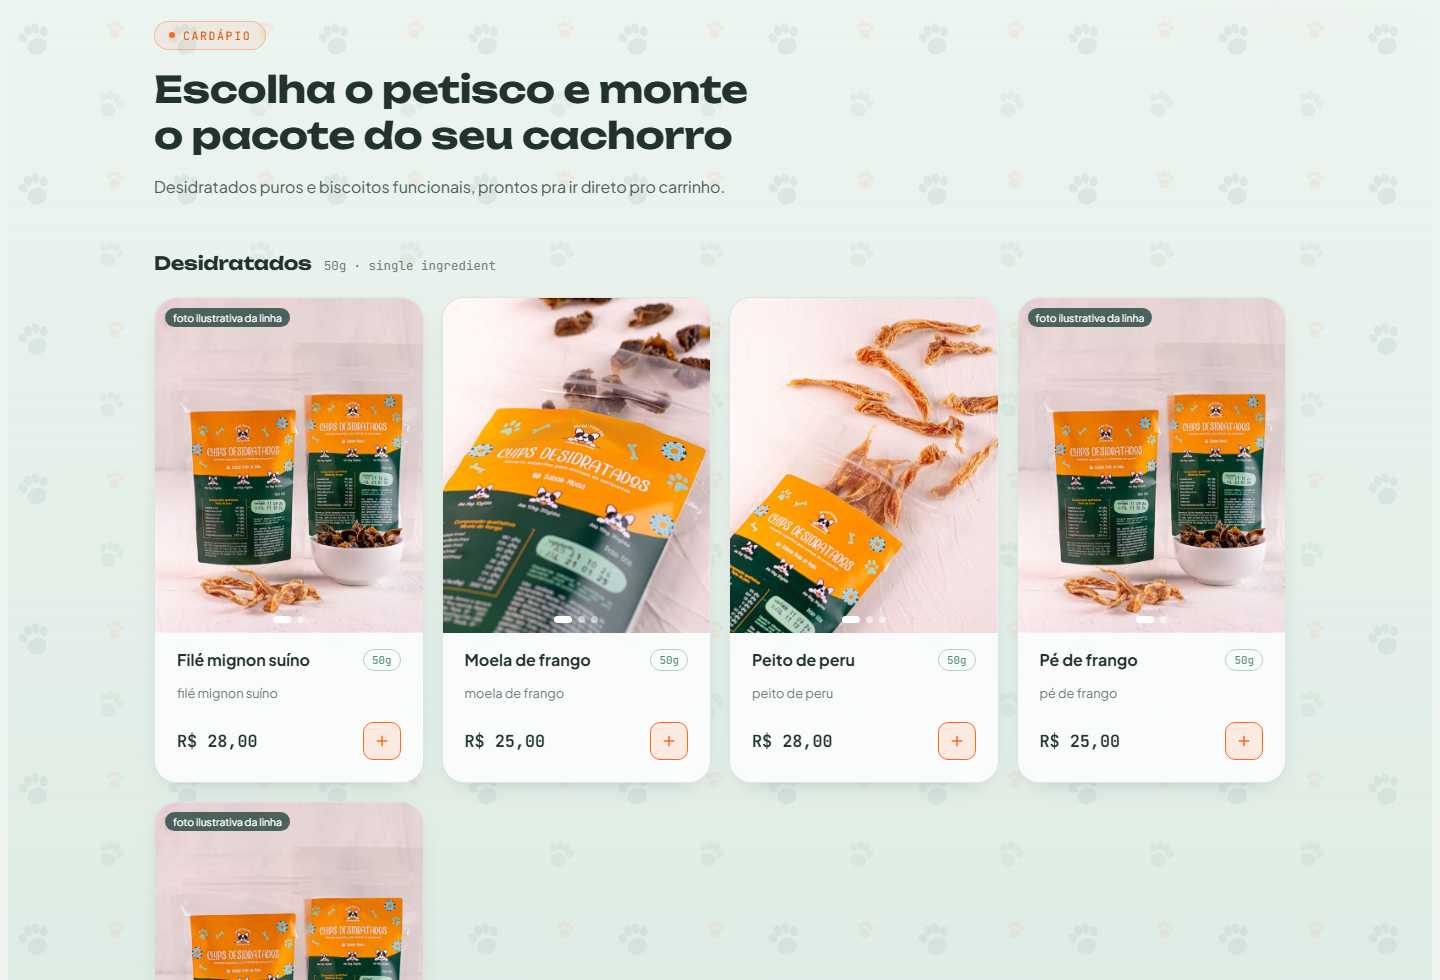 CARDÁPIO
Escolha o petisco e monte
o pacote do seu cachorro
Desidratados puros e biscoitos funcionais, prontos pra ir direto pro carrinho.
Desidratados 50g · single ingredient
foto ilustrativa da linha
CHIPS DESIDRATADOS
CHIPS DESIDRATADOS
Filé mignon suíno 50g
filé mignon suíno
R$ 28,00 +
CHIPS DESIDRATADOS
Sabor Moela
Peso 50g
Moela de frango 50g
moela de frango
R$ 25,00 +
CHIPS DESIDRATADOS
Peito de peru 50g
peito de peru
R$ 28,00 +
foto ilustrativa da linha
CHIPS DESIDRATADOS
CHIPS DESIDRATADOS
Pé de frango 50g
pé de frango
R$ 25,00 +
foto ilustrativa da linha
CHIPS DESIDRATADOS
CHIPS DESIDRATADOS